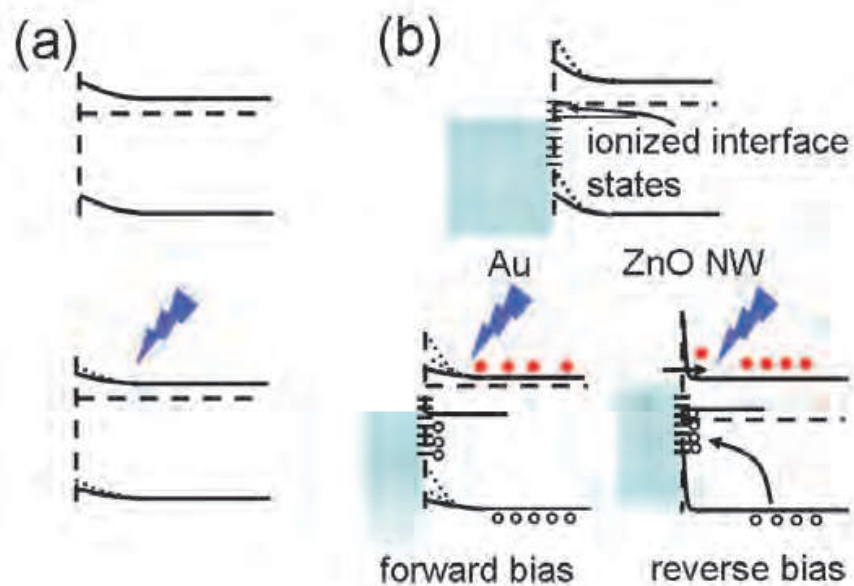 (a)
(b)
ionized interface
states
Au
ZnO NW
forward bias
reverse bias